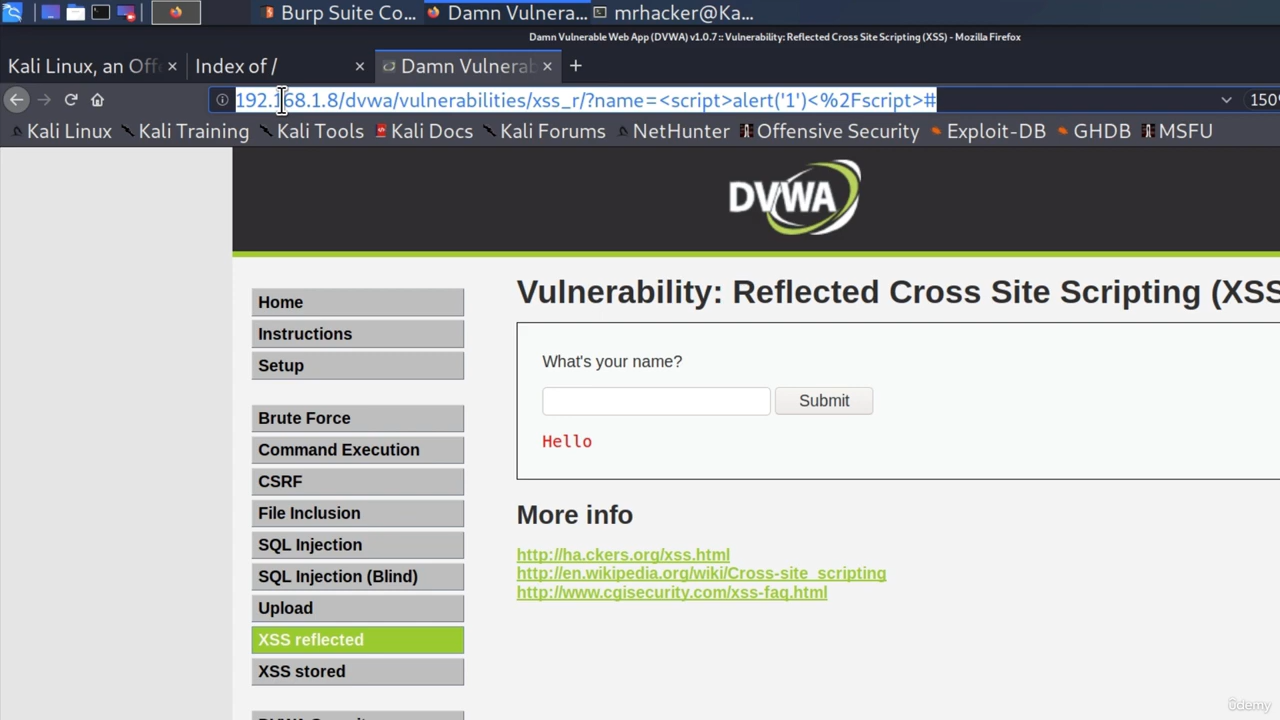 Burp Suite Co... Damn Vulnera... mrhacker@Ka...
Damn Vulnerable Web App (DVWA) v1.0.7 :: Vulnerability: Reflected Cross Site Scripting (XSS) - Mozilla Firefox
Kali Linux, an Offe × Index of / × Damn Vulnerab × +
192.168.1.8/dvwa/vulnerabilities/xss_r/?name=<script>alert('1')<%2Fscript># 150%
Kali Linux Kali Training Kali Tools Kali Docs Kali Forums NetHunter Offensive Security Exploit-DB GHDB MSFU
DVWA
Home
Instructions
Setup
Brute Force
Command Execution
CSRF
File Inclusion
SQL Injection
SQL Injection (Blind)
Upload
XSS reflected
XSS stored
Vulnerability: Reflected Cross Site Scripting (XSS
What's your name?
Submit
Hello
More info
http://ha.ckers.org/xss.html
http://en.wikipedia.org/wiki/Cross-site_scripting
http://www.cgisecurity.com/xss-faq.html
ûdemy